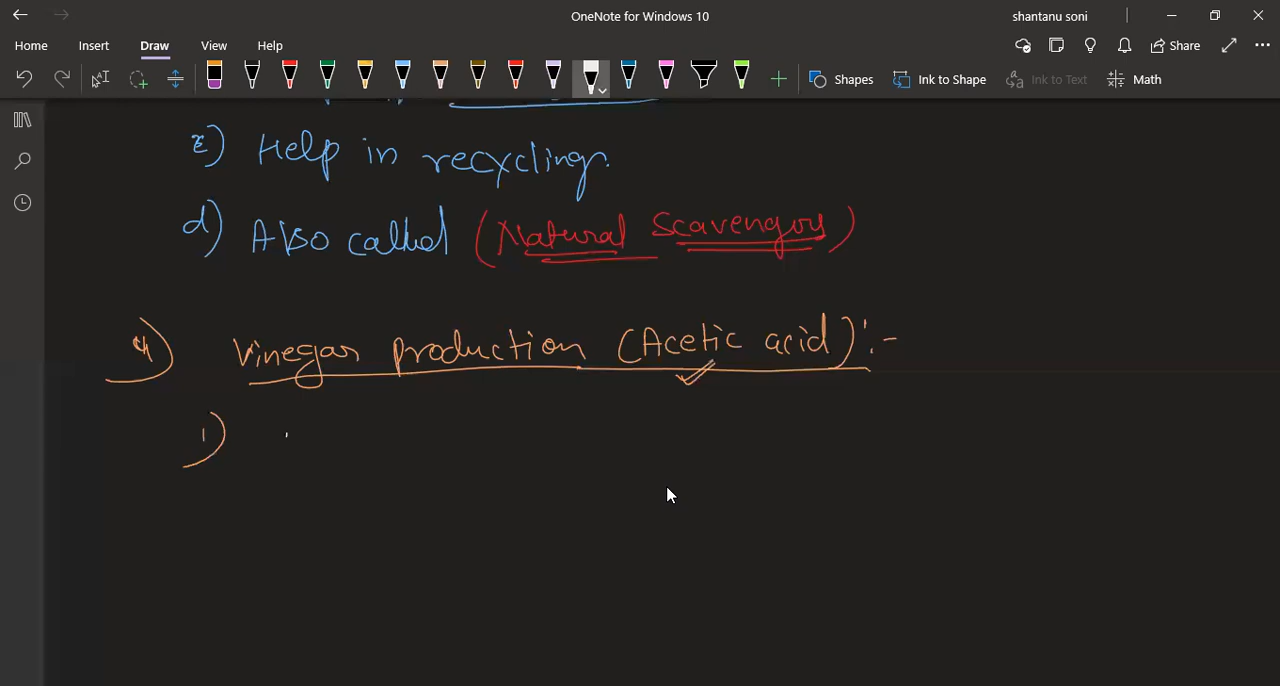 OneNote for Windows 10
shantanu soni
Home Insert Draw View Help
Share
Shapes Ink to Shape Ink to Text Math
Help in recycling.
d) Also called (Natural Scavengors)
4) Vinegar production (Acetic acid):-
1)